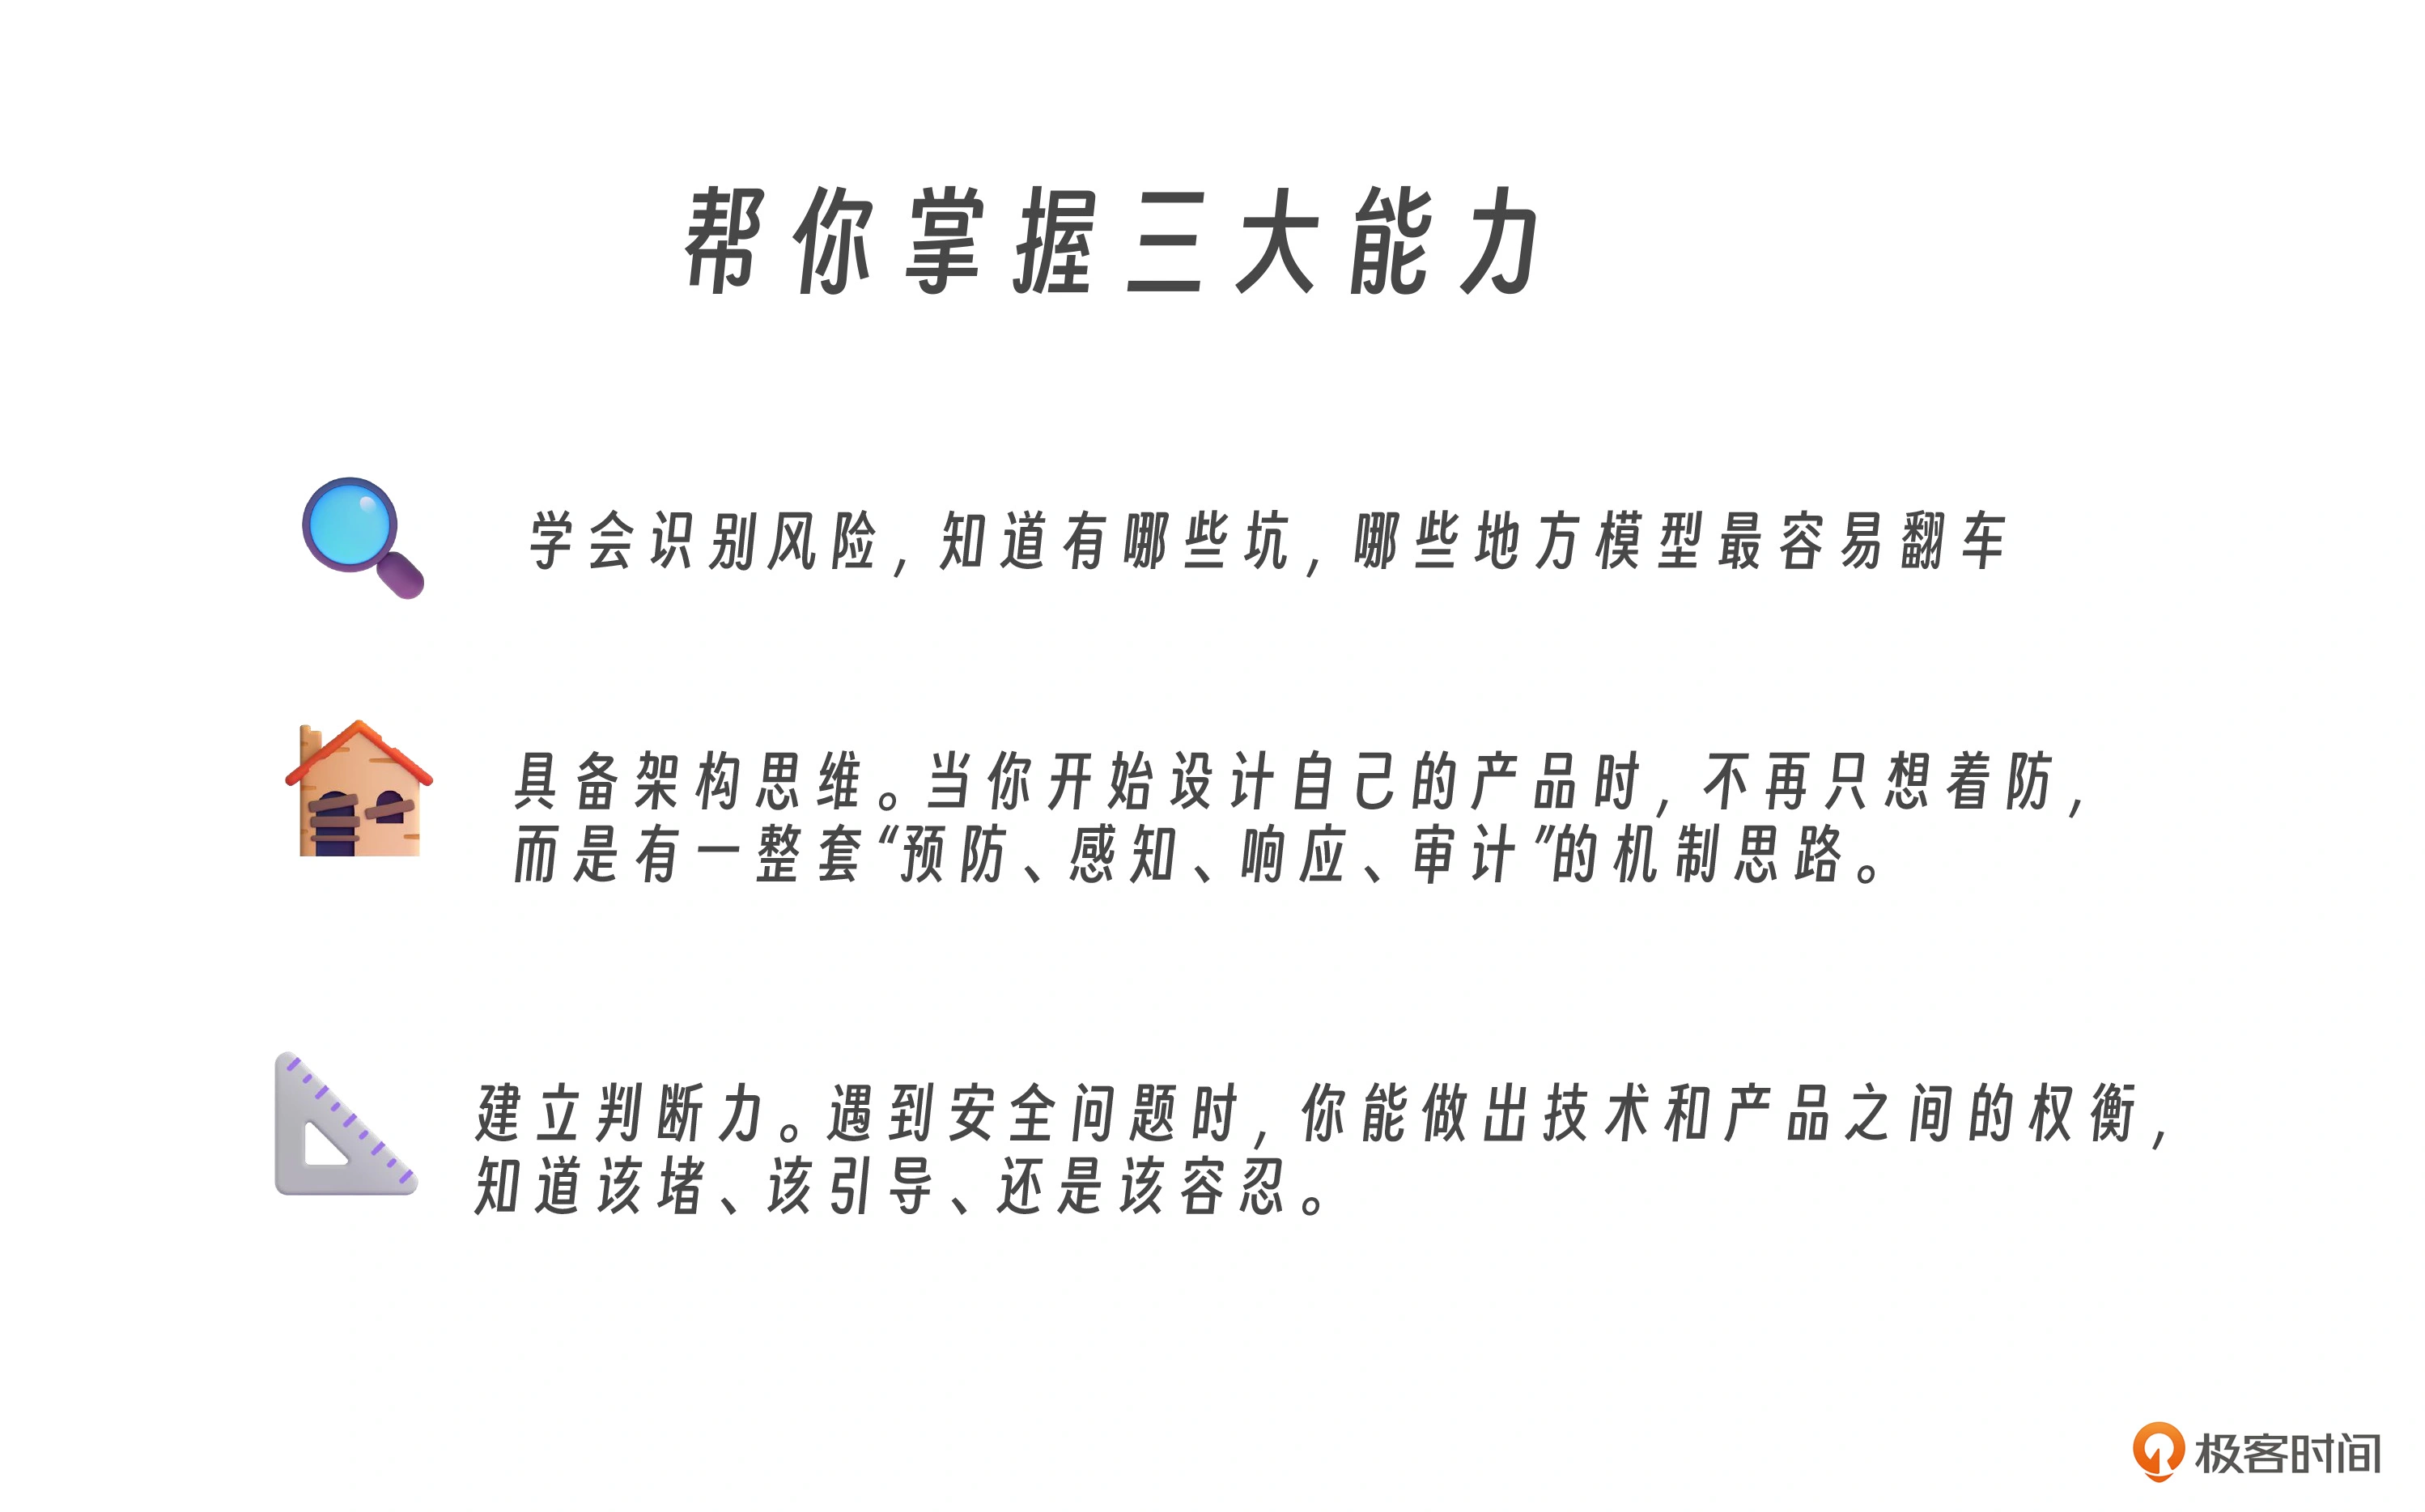 帮你掌握三大能力
学会识别风险，知道有哪些坑，哪些地方模型最容易翻车
具备架构思维。当你开始设计自己的产品时，不再只想着防，
而是有一整套“预防、感知、响应、审计”的机制思路。
建立判断力。遇到安全问题时，你能做出技术和产品之间的权衡，
知道该堵、该引导、还是该容忍。
极客时间